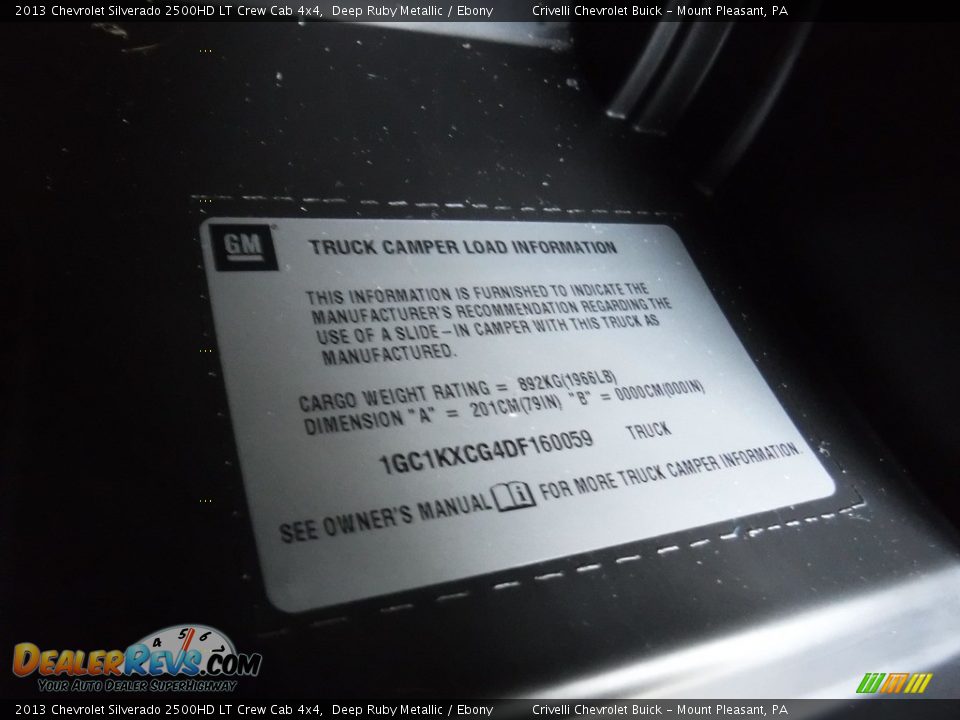 2013 Chevrolet Silverado 2500HD LT Crew Cab 4x4,  Deep Ruby Metallic / Ebony          Crivelli Chevrolet Buick - Mount Pleasant, PA
GM
TRUCK CAMPER LOAD INFORMATION
THIS INFORMATION IS FURNISHED TO INDICATE THE
MANUFACTURER'S RECOMMENDATION REGARDING THE
USE OF A SLIDE-IN CAMPER WITH THIS TRUCK AS
MANUFACTURED.
CARGO WEIGHT RATING = 892KG(1966LB)
DIMENSION "A" = 201CM(79IN) "B" = 0000CM(000IN)
1GC1KXCG4DF160059 TRUCK
SEE OWNER'S MANUAL FOR MORE TRUCK CAMPER INFORMATION.
4 5 6
DEALERREVS.COM
YOUR AUTO DEALER SUPERHIGHWAY
2013 Chevrolet Silverado 2500HD LT Crew Cab 4x4,  Deep Ruby Metallic / Ebony          Crivelli Chevrolet Buick - Mount Pleasant, PA